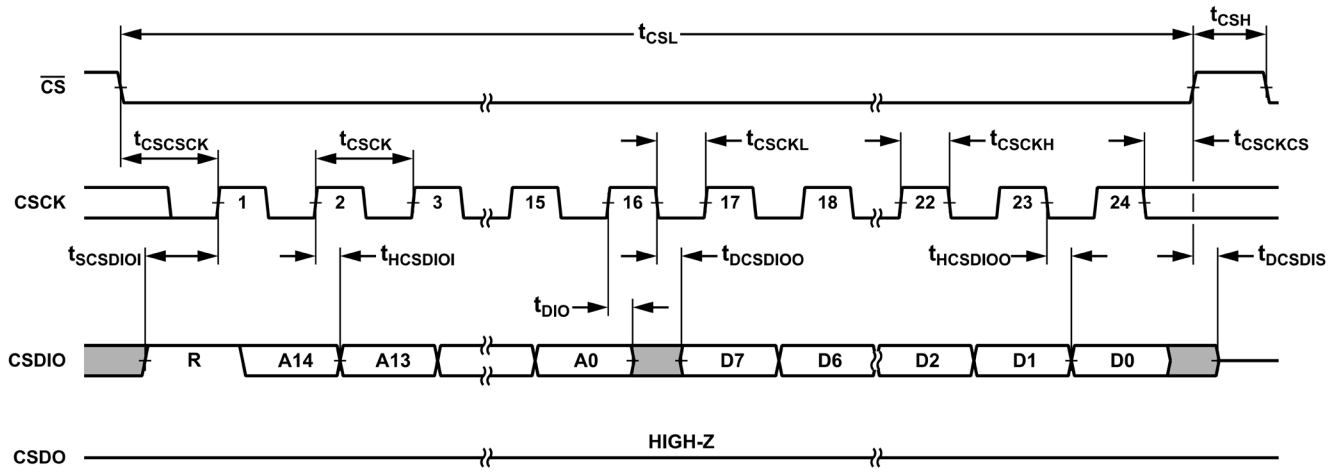 tCSL
tCSH
CS
tCSCSCK
tCSCK
tCSCKL
tCSCKH
tCSCKCS
CSCK
1
2
3
15
16
17
18
22
23
24
tSCSDIOI
tHCSDIOI
tDCSDIOO
tHCSDIOO
tDCSDIS
tDIO
CSDIO
R
A14
A13
A0
D7
D6
D2
D1
D0
HIGH-Z
CSDO